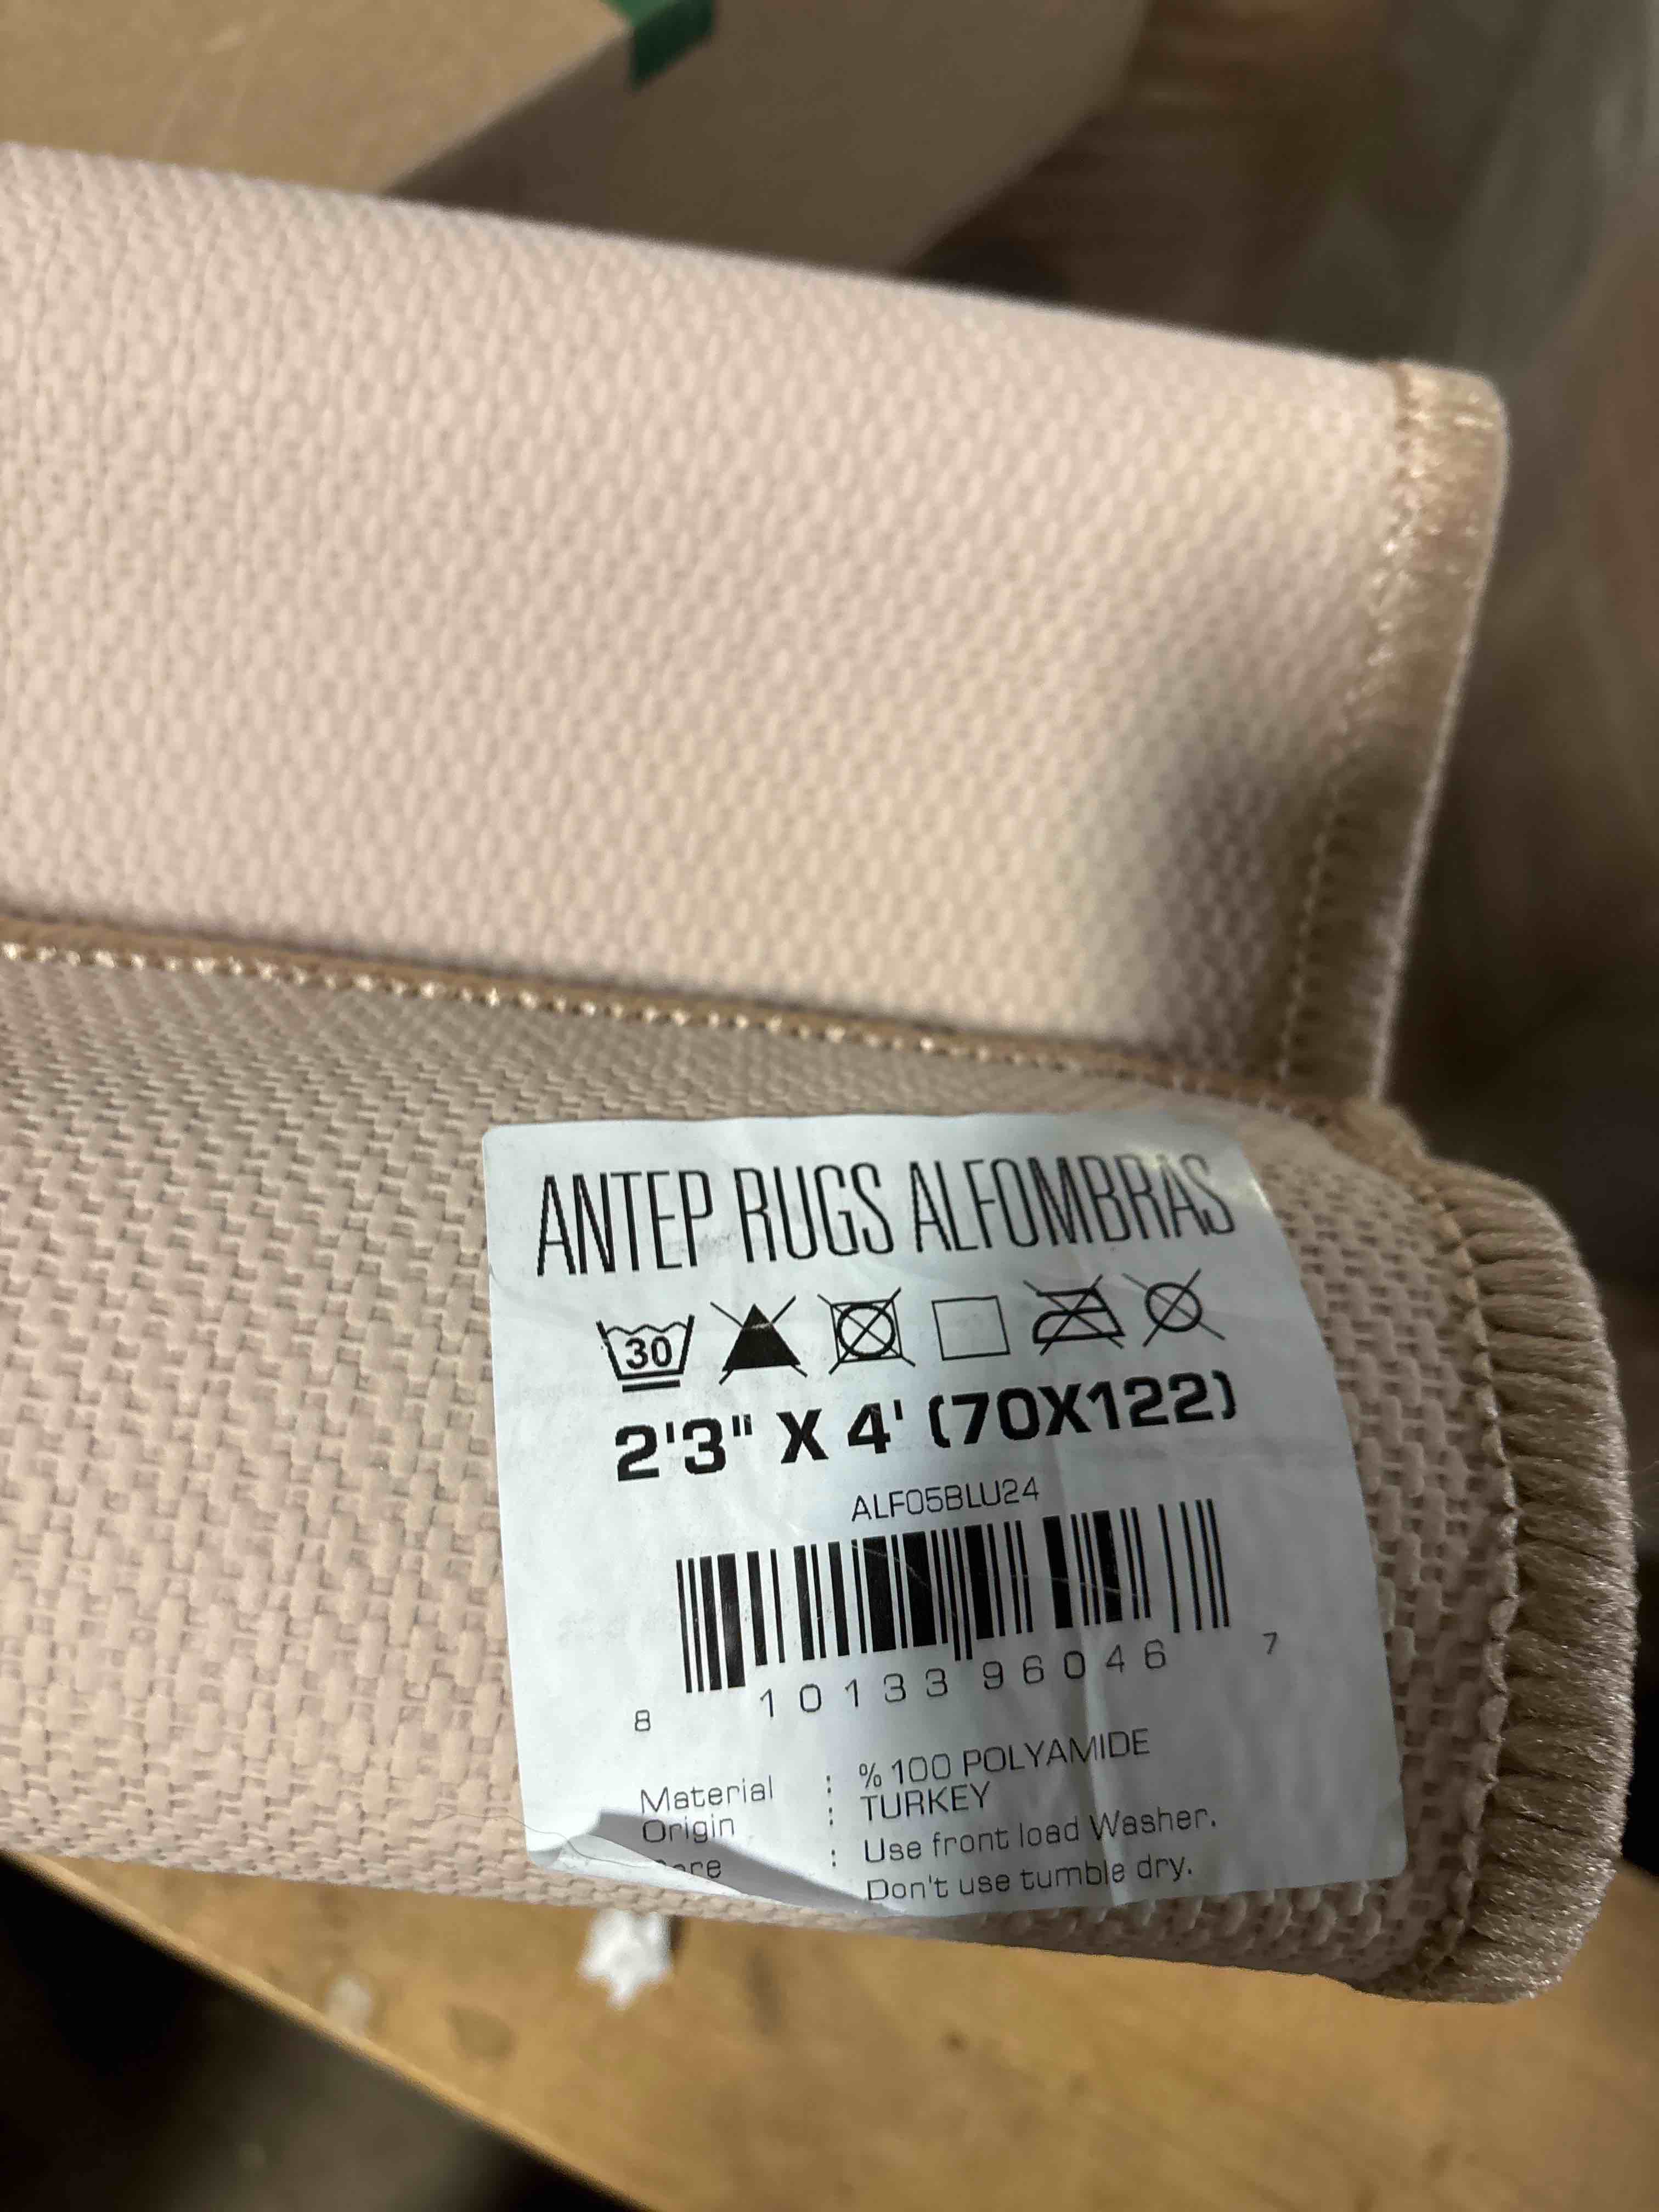 ANTEP RUGS ALFOMBRAS
30
2'3" X 4' (70X122)
ALF05BLU24
8 10133 96046 7
Material : % 100 POLYAMIDE
Origin : TURKEY
: Use front load Washer.
Don't use tumble dry.